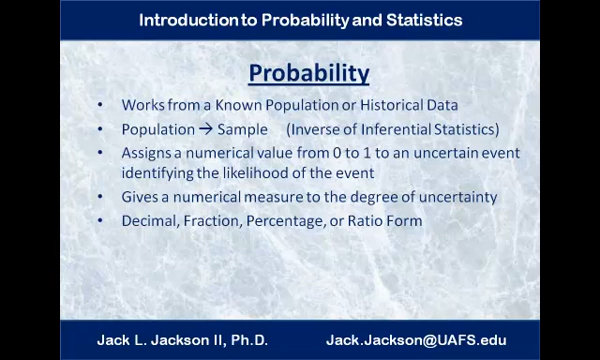 Introduction to Probability and Statistics
Probability
• Works from a Known Population or Historical Data
• Population → Sample (Inverse of Inferential Statistics)
• Assigns a numerical value from 0 to 1 to an uncertain event
identifying the likelihood of the event
• Gives a numerical measure to the degree of uncertainty
• Decimal, Fraction, Percentage, or Ratio Form
Jack L. Jackson II, Ph.D. Jack.Jackson@UAFS.edu